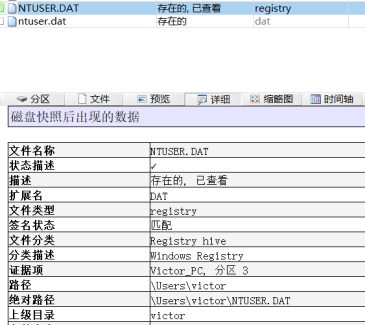 NTUSER.DAT 存在的, 已查看 registry
ntuser.dat 存在的 dat
分区 文件 预览 详细 缩略图 时间轴
磁盘快照后出现的数据
文件名称 NTUSER.DAT
状态描述 ✓
描述 存在的, 已查看
扩展名 DAT
文件类型 registry
签名状态 匹配
文件分类 Registry hive
分类描述 Windows Registry
证据项 Victor_PC, 分区 3
路径 \Users\victor
绝对路径 \Users\victor\NTUSER.DAT
上级目录 victor